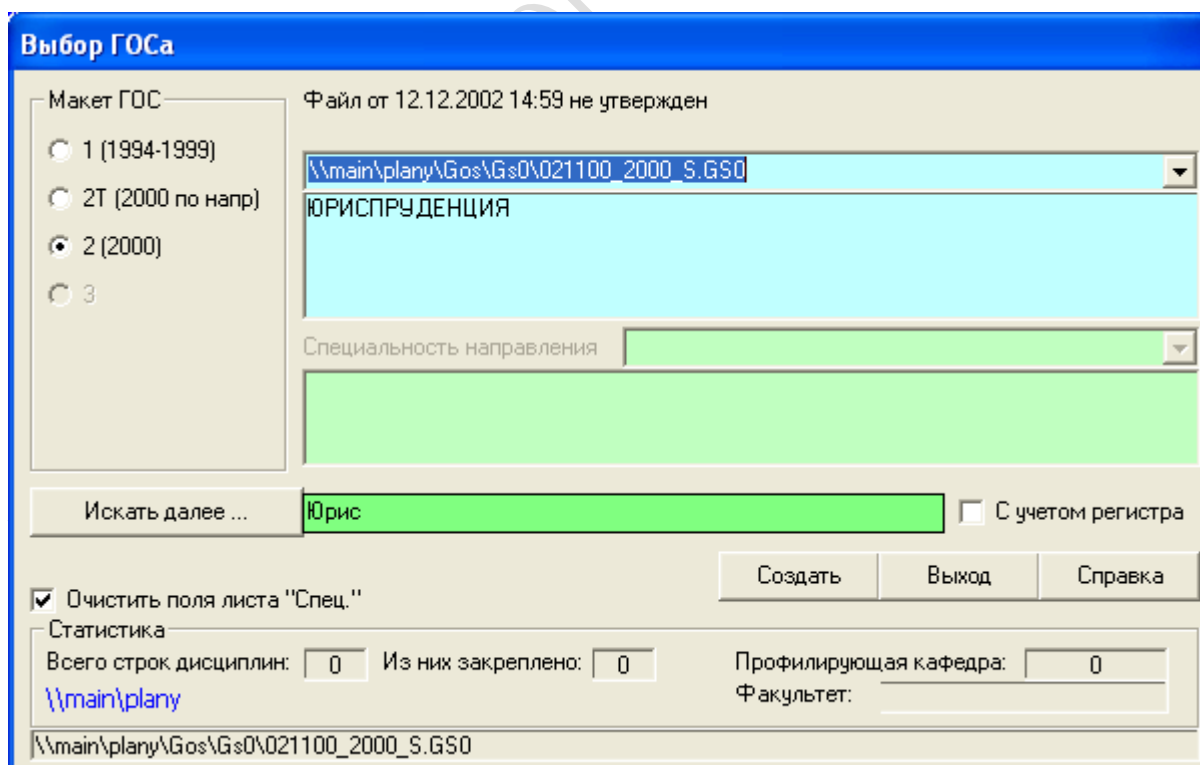 Выбор ГОСа
Макет ГОС
Файл от 12.12.2002 14:59 не утвержден
1 (1994-1999)
\\main\plany\Gos\Gs0\021100_2000_S.GS0
2Т (2000 по напр)
ЮРИСПРУДЕНЦИЯ
2 (2000)
3
Специальность направления
Искать далее ...
Юрис
С учетом регистра
Создать
Выход
Справка
Очистить поля листа "Спец."
Статистика
Всего строк дисциплин: 0 Из них закреплено: 0 Профилирующая кафедра: 0
\\main\plany
Факультет:
\\main\plany\Gos\Gs0\021100_2000_S.GS0